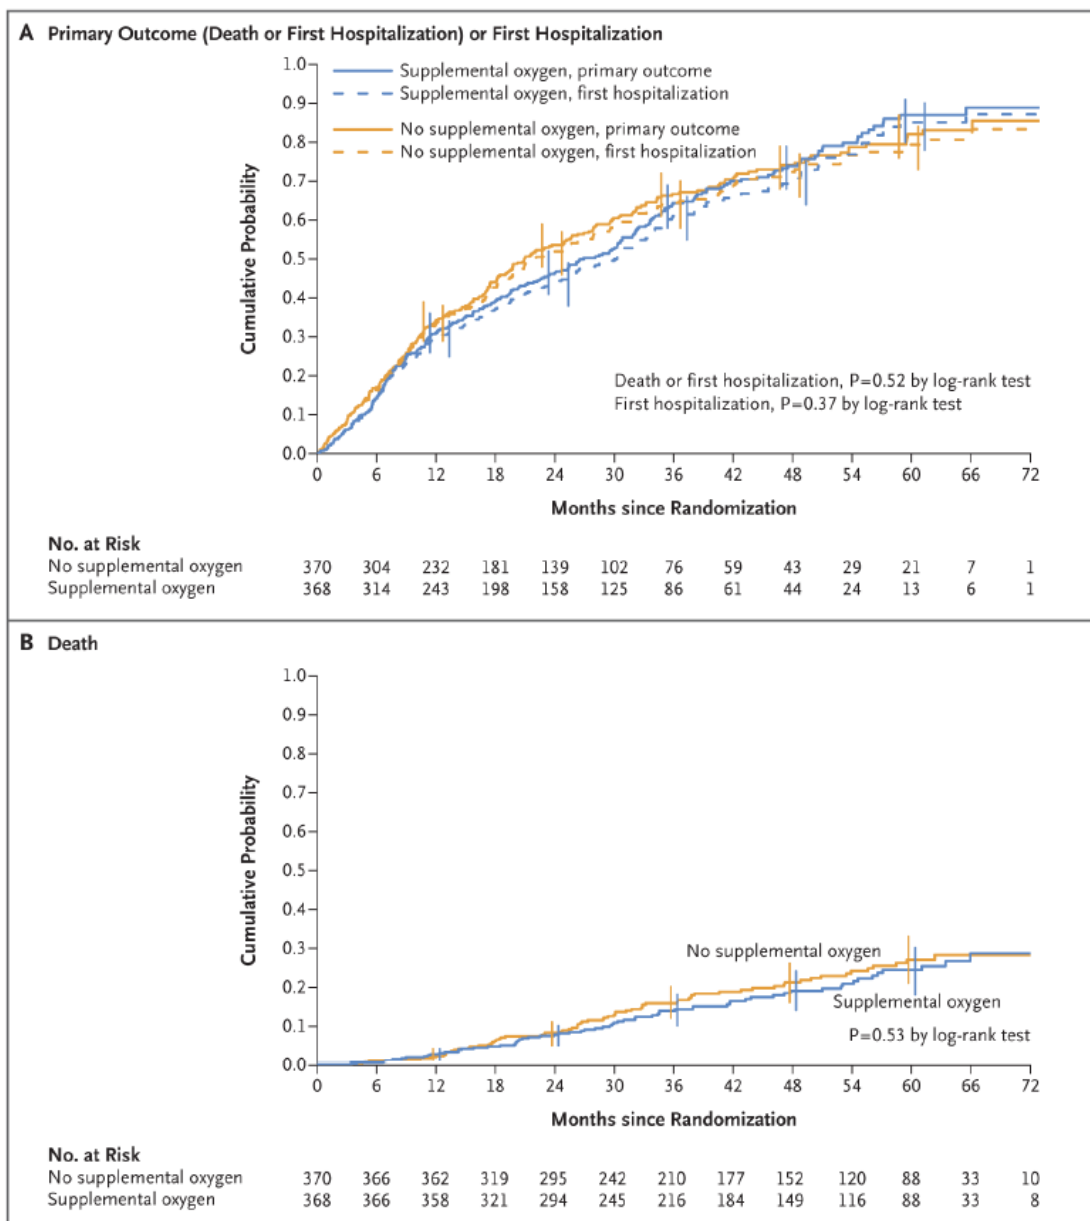 A Primary Outcome (Death or First Hospitalization) or First Hospitalization
1.0
0.9
0.8
0.7
0.6
0.5
0.4
0.3
0.2
0.1
0.0
Cumulative Probability
Supplemental oxygen, primary outcome
Supplemental oxygen, first hospitalization
No supplemental oxygen, primary outcome
No supplemental oxygen, first hospitalization
Death or first hospitalization, P=0.52 by log-rank test
First hospitalization, P=0.37 by log-rank test
0 6 12 18 24 30 36 42 48 54 60 66 72
Months since Randomization
No. at Risk
No supplemental oxygen 370 304 232 181 139 102 76 59 43 29 21 7 1
Supplemental oxygen 368 314 243 198 158 125 86 61 44 24 13 6 1
B Death
1.0
0.9
0.8
0.7
0.6
0.5
0.4
0.3
0.2
0.1
0.0
Cumulative Probability
No supplemental oxygen
Supplemental oxygen
P=0.53 by log-rank test
0 6 12 18 24 30 36 42 48 54 60 66 72
Months since Randomization
No. at Risk
No supplemental oxygen 370 366 362 319 295 242 210 177 152 120 88 33 10
Supplemental oxygen 368 366 358 321 294 245 216 184 149 116 88 33 8